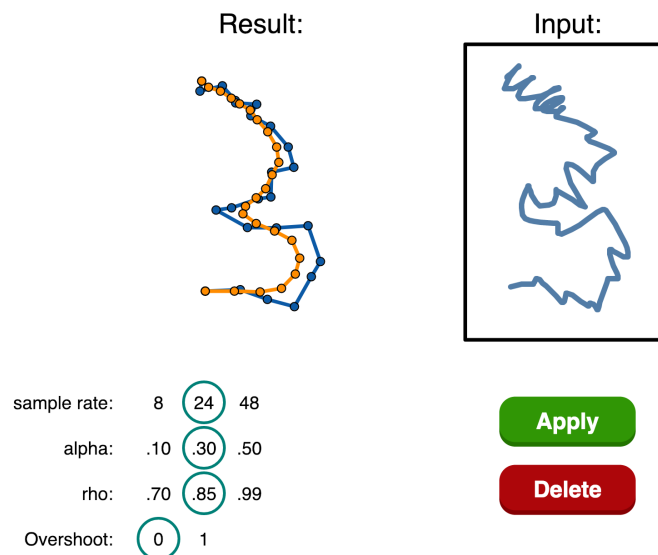 Result: Input:
sample rate: 8 24 48
alpha: .10 .30 .50
rho: .70 .85 .99
Overshoot: 0 1
Apply
Delete